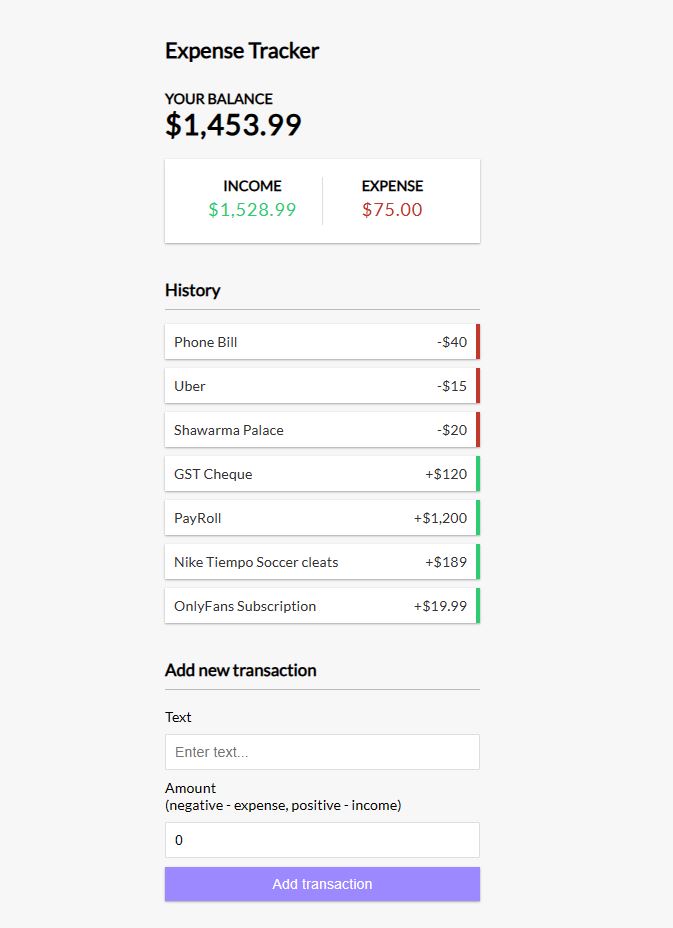 Expense Tracker
YOUR BALANCE
$1,453.99
INCOME EXPENSE
$1,528.99 $75.00
History
Phone Bill -$40
Uber -$15
Shawarma Palace -$20
GST Cheque +$120
PayRoll +$1,200
Nike Tiempo Soccer cleats +$189
OnlyFans Subscription +$19.99
Add new transaction
Text
Enter text...
Amount
(negative - expense, positive - income)
0
Add transaction